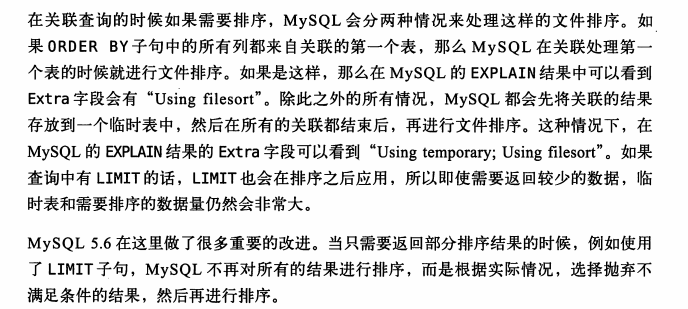 在关联查询的时候如果需要排序，MySQL 会分两种情况来处理这样的文件排序。如
果 ORDER BY 子句中的所有列都来自关联的第一个表，那么 MySQL 在关联处理第一
个表的时候就进行文件排序。如果是这样，那么在 MySQL 的 EXPLAIN 结果中可以看到
Extra 字段会有“Using filesort”。除此之外的所有情况，MySQL 都会先将关联的结果
存放到一个临时表中，然后在所有的关联都结束后，再进行文件排序。这种情况下，在
MySQL 的 EXPLAIN 结果的 Extra 字段可以看到“Using temporary; Using filesort”。如果
查询中有 LIMIT 的话，LIMIT 也会在排序之后应用，所以即使需要返回较少的数据，临
时表和需要排序的数据量仍然会非常大。
MySQL 5.6 在这里做了很多重要的改进。当只需要返回部分排序结果的时候，例如使用
了 LIMIT 子句，MySQL 不再对所有的结果进行排序，而是根据实际情况，选择抛弃不
满足条件的结果，然后再进行排序。